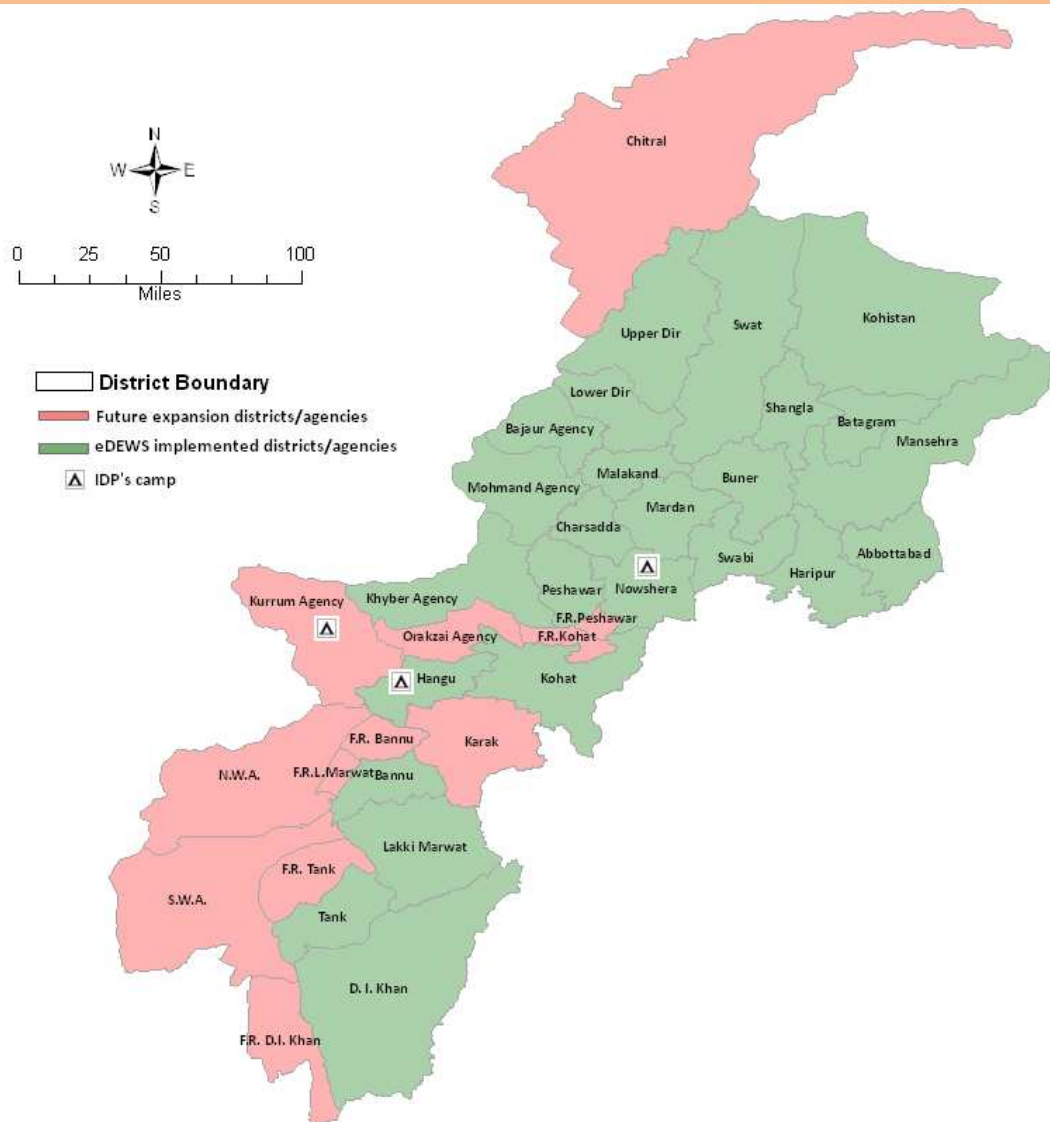 N
W E
S
0 25 50 100
Miles
District Boundary
Future expansion districts/agencies
eDEWS implemented districts/agencies
IDP's camp
Chitral
Upper Dir
Swat
Kohistan
Lower Dir
Shangla
Batagram
Bajaur Agency
Mansehra
Malakand
Buner
Mohmand Agency
Mardan
Charsadda
Swabi
Abbottabad
Haripur
Peshawar
Nowshera
Kurrum Agency
Khyber Agency
F.R.Peshawar
Orakzai Agency
F.R.Kohat
Hangu
Kohat
F.R. Bannu
Karak
N.W.A.
F.R.L.Marwat
Bannu
Lakki Marwat
F.R. Tank
S.W.A.
Tank
D. I. Khan
F.R. D.I. Khan